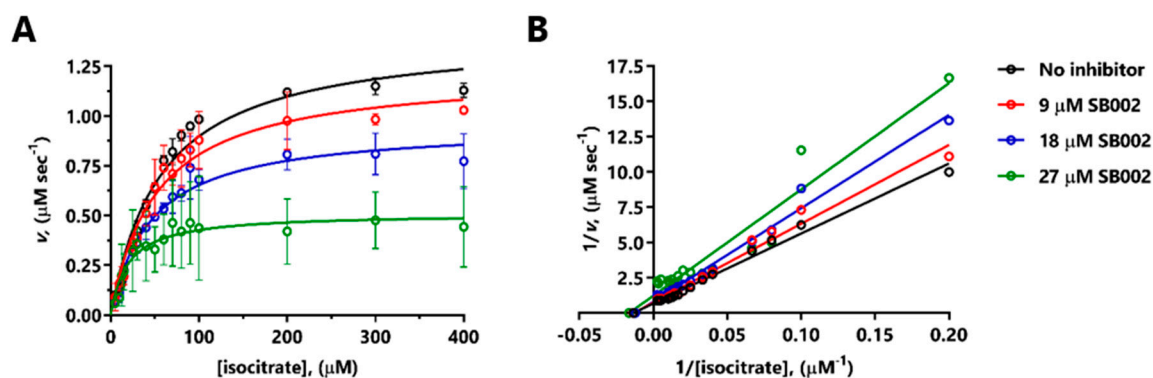 A
B
v, (µM sec⁻¹)
1.25
1.00
0.75
0.50
0.25
0.00
0
100
200
300
400
[isocitrate], (µM)
1/v, (µM sec⁻¹)
17.5
15.0
12.5
10.0
7.5
5.0
2.5
-0.05
0.00
0.05
0.10
0.15
0.20
1/[isocitrate], (µM⁻¹)
No inhibitor
9 µM SB002
18 µM SB002
27 µM SB002